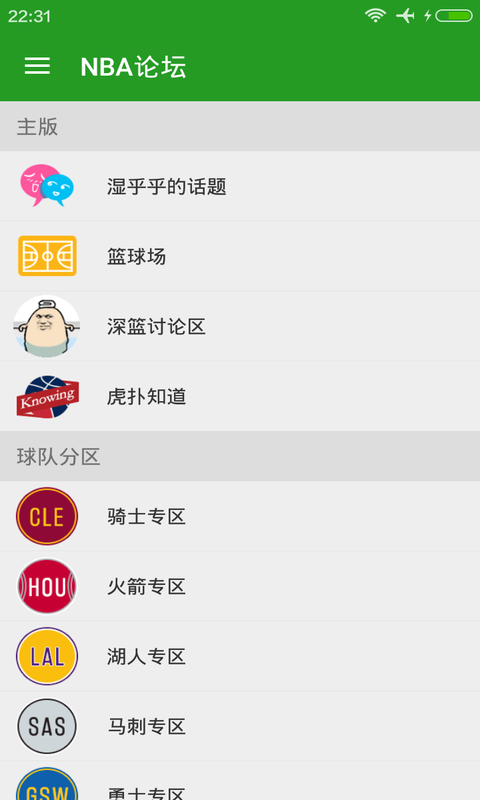 22:31
NBA论坛
主版
湿乎乎的话题
篮球场
深篮讨论区
Knowing
虎扑知道
球队分区
CLE
骑士专区
HOU
火箭专区
LAL
湖人专区
SAS
马刺专区
GSW
勇士专区